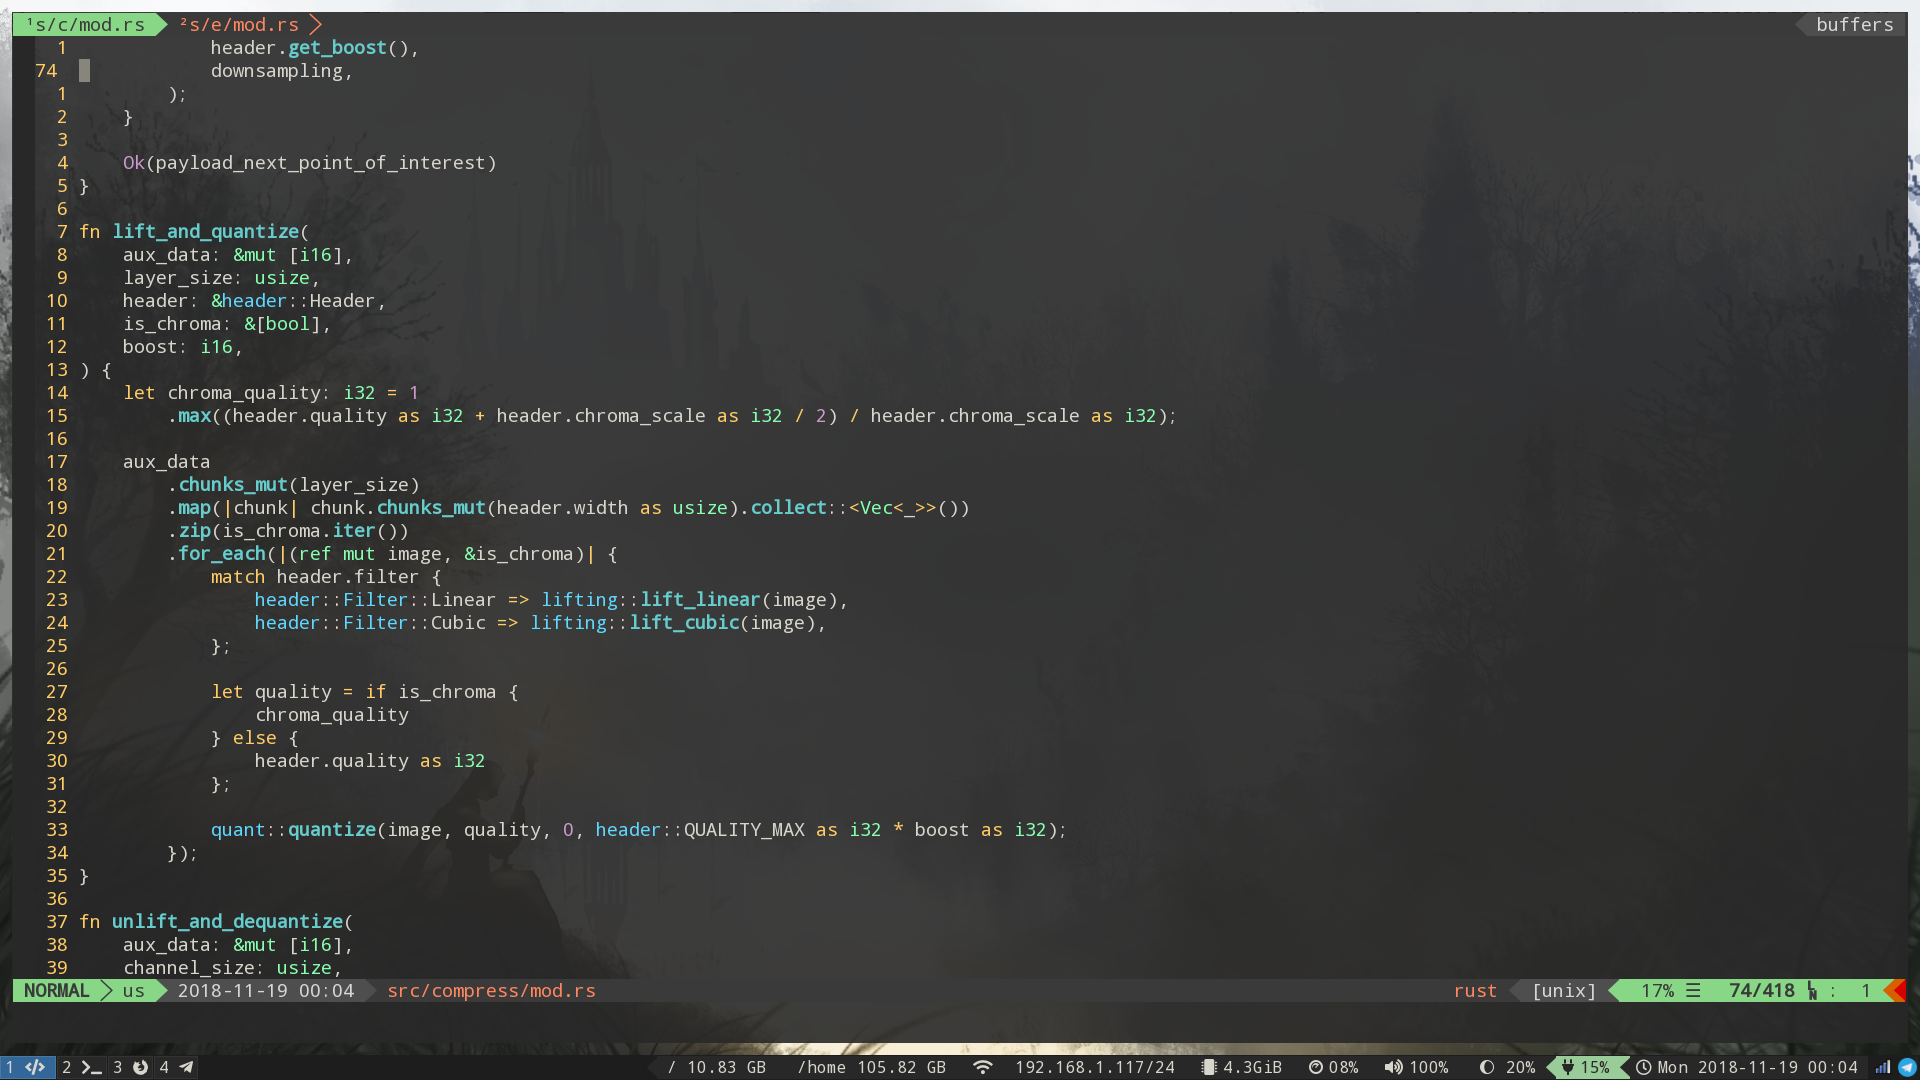 ¹s/c/mod.rs ²s/e/mod.rs buffers
1 header.get_boost(),
74 downsampling,
1 );
2 }
3
4 Ok(payload_next_point_of_interest)
5 }
6
7 fn lift_and_quantize(
8 aux_data: &mut [i16],
9 layer_size: usize,
10 header: &header::Header,
11 is_chroma: &[bool],
12 boost: i16,
13 ) {
14 let chroma_quality: i32 = 1
15 .max((header.quality as i32 + header.chroma_scale as i32 / 2) / header.chroma_scale as i32);
16
17 aux_data
18 .chunks_mut(layer_size)
19 .map(|chunk| chunk.chunks_mut(header.width as usize).collect::<Vec<_>>())
20 .zip(is_chroma.iter())
21 .for_each(|(ref mut image, &is_chroma)| {
22 match header.filter {
23 header::Filter::Linear => lifting::lift_linear(image),
24 header::Filter::Cubic => lifting::lift_cubic(image),
25 };
26
27 let quality = if is_chroma {
28 chroma_quality
29 } else {
30 header.quality as i32
31 };
32
33 quant::quantize(image, quality, 0, header::QUALITY_MAX as i32 * boost as i32);
34 });
35 }
36
37 fn unlift_and_dequantize(
38 aux_data: &mut [i16],
39 channel_size: usize,
NORMAL us 2018-11-19 00:04 src/compress/mod.rs rust [unix] 17% ☰ 74/418 : 1
1 2 3 4 / 10.83 GB /home 105.82 GB 192.168.1.117/24 4.3GiB 08% 100% 20% 15% Mon 2018-11-19 00:04